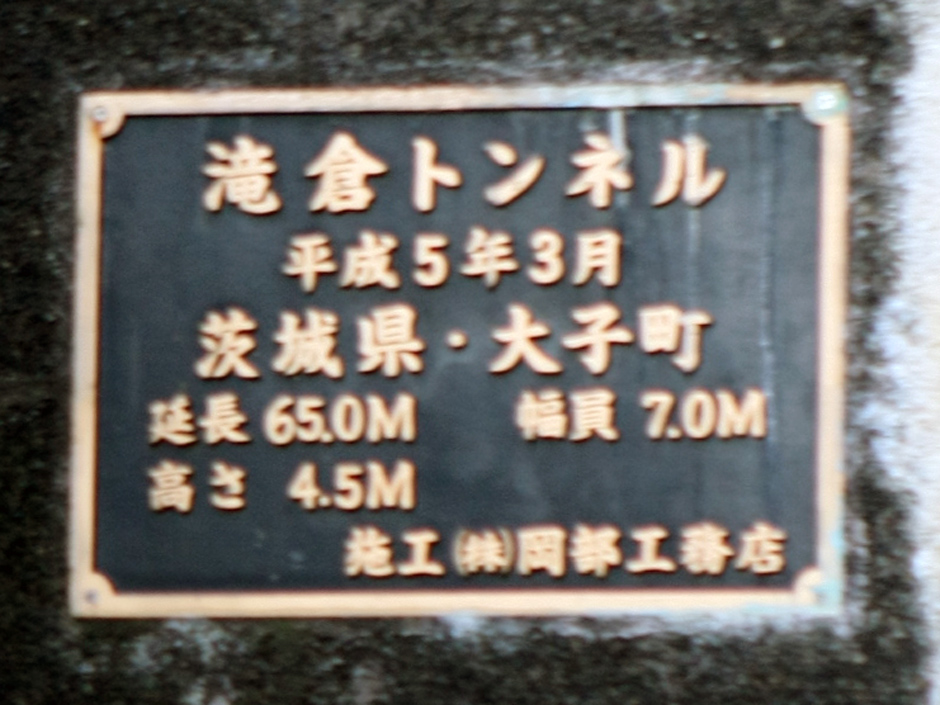 滝倉トンネル
平成5年3月
茨城県・大子町
延長 65.0M 幅員 7.0M
高さ 4.5M
施工㈱岡部工務店